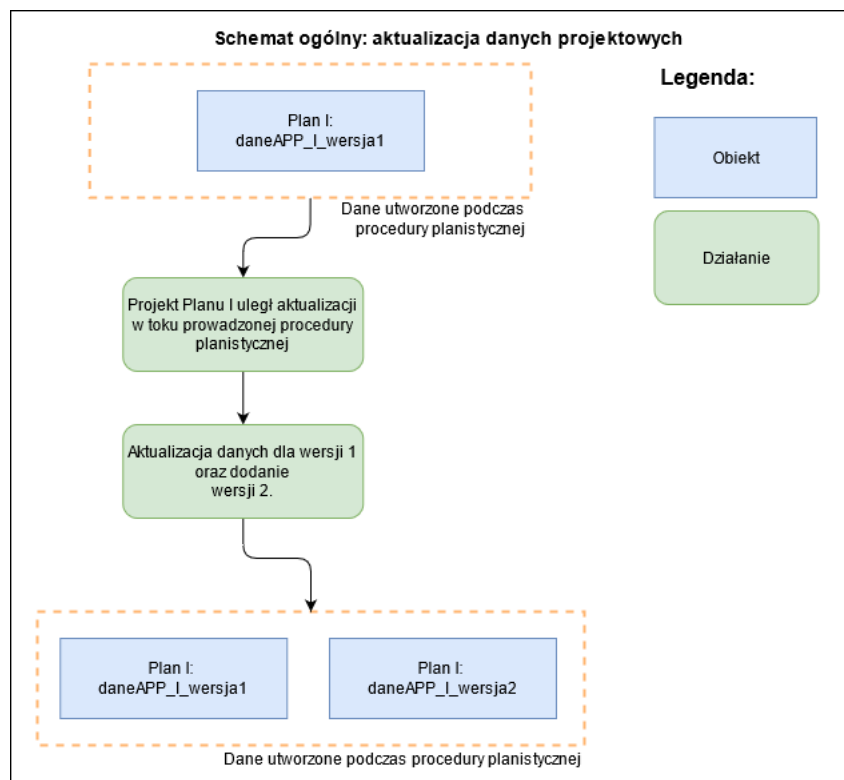 Schemat ogólny: aktualizacja danych projektowych
Legenda:
Plan I:
daneAPP_I_wersja1
Obiekt
Dane utworzone podczas
procedury planistycznej
Działanie
Projekt Planu I uległ aktualizacji
w toku prowadzonej procedury
planistycznej
Aktualizacja danych dla wersji 1
oraz dodanie
wersji 2.
Plan I:
daneAPP_I_wersja1
Plan I:
daneAPP_I_wersja2
Dane utworzone podczas procedury planistycznej